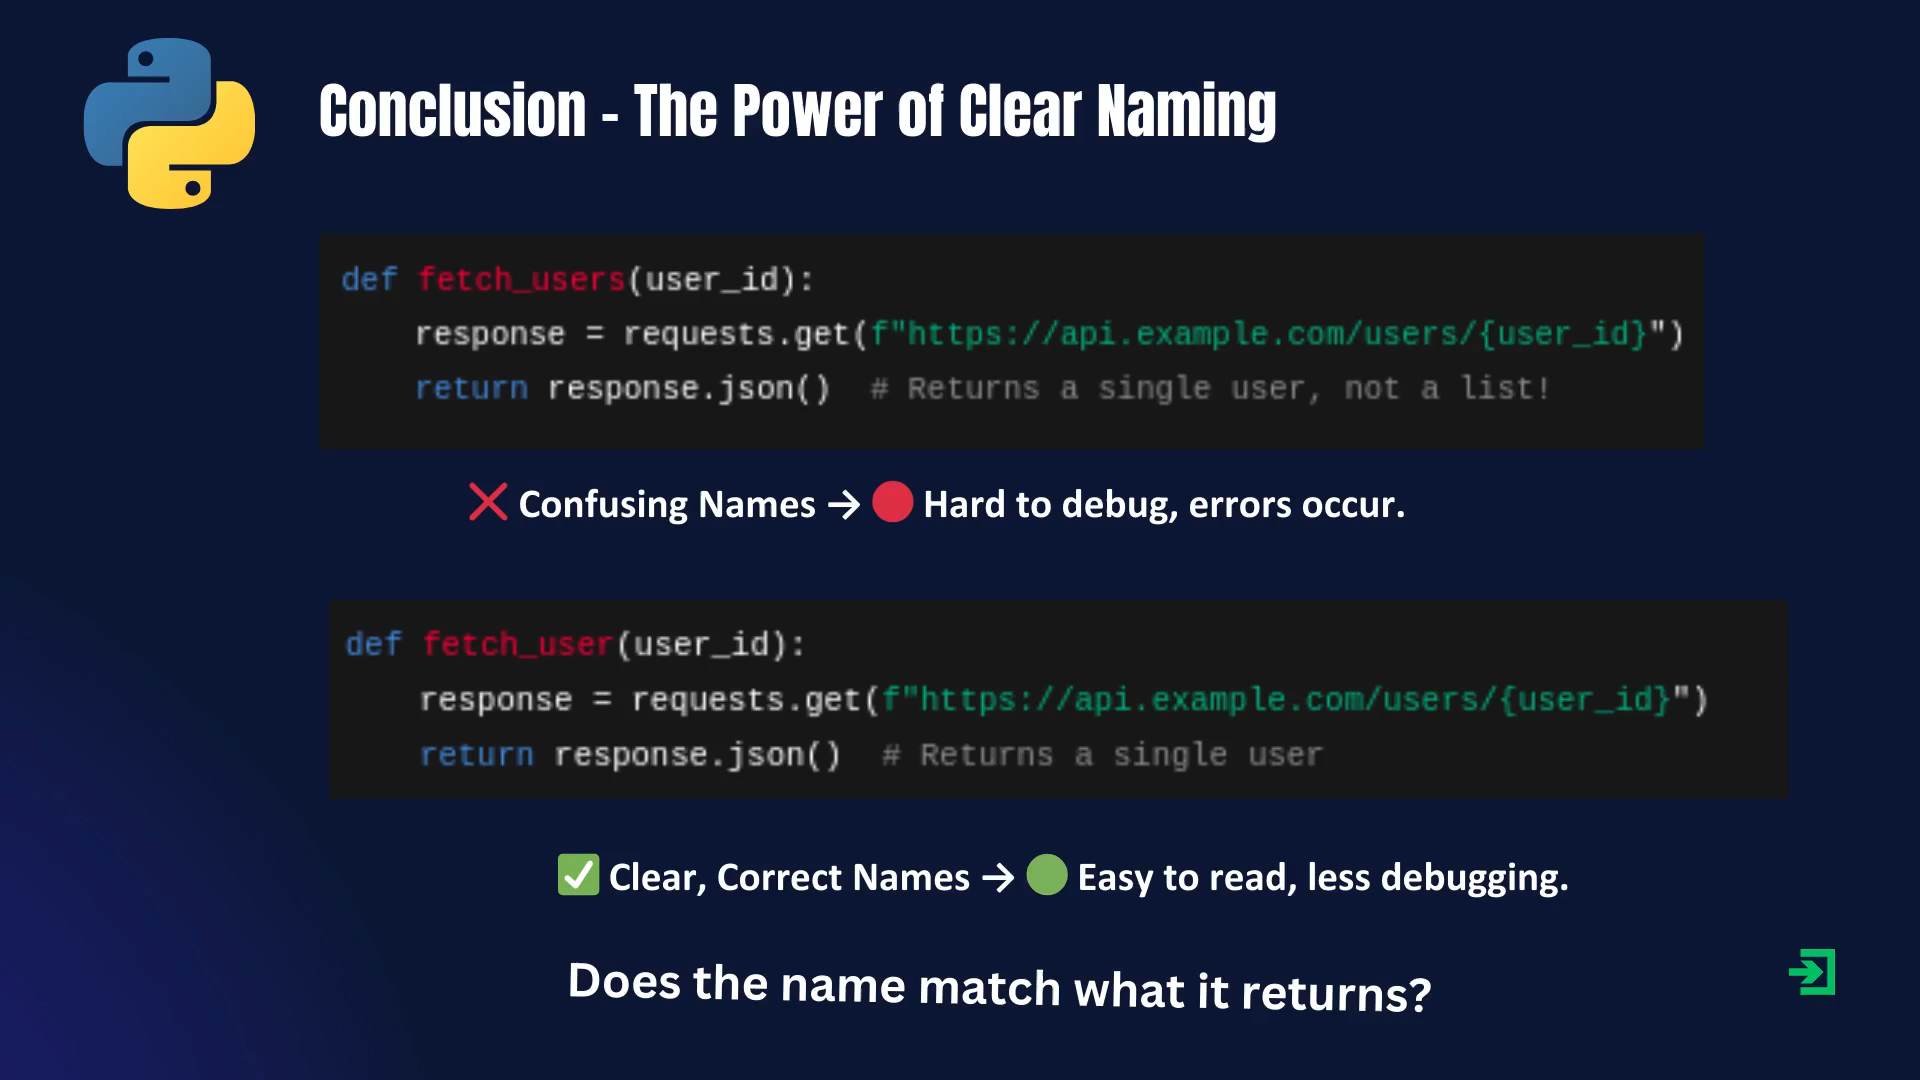 Conclusion - The Power of Clear Naming
def fetch_users(user_id):
    response = requests.get(f"https://api.example.com/users/{user_id}")
    return response.json()  # Returns a single user, not a list!
❌ Confusing Names → 🔴 Hard to debug, errors occur.
def fetch_user(user_id):
    response = requests.get(f"https://api.example.com/users/{user_id}")
    return response.json()  # Returns a single user
✅ Clear, Correct Names → 🟢 Easy to read, less debugging.
Does the name match what it returns?